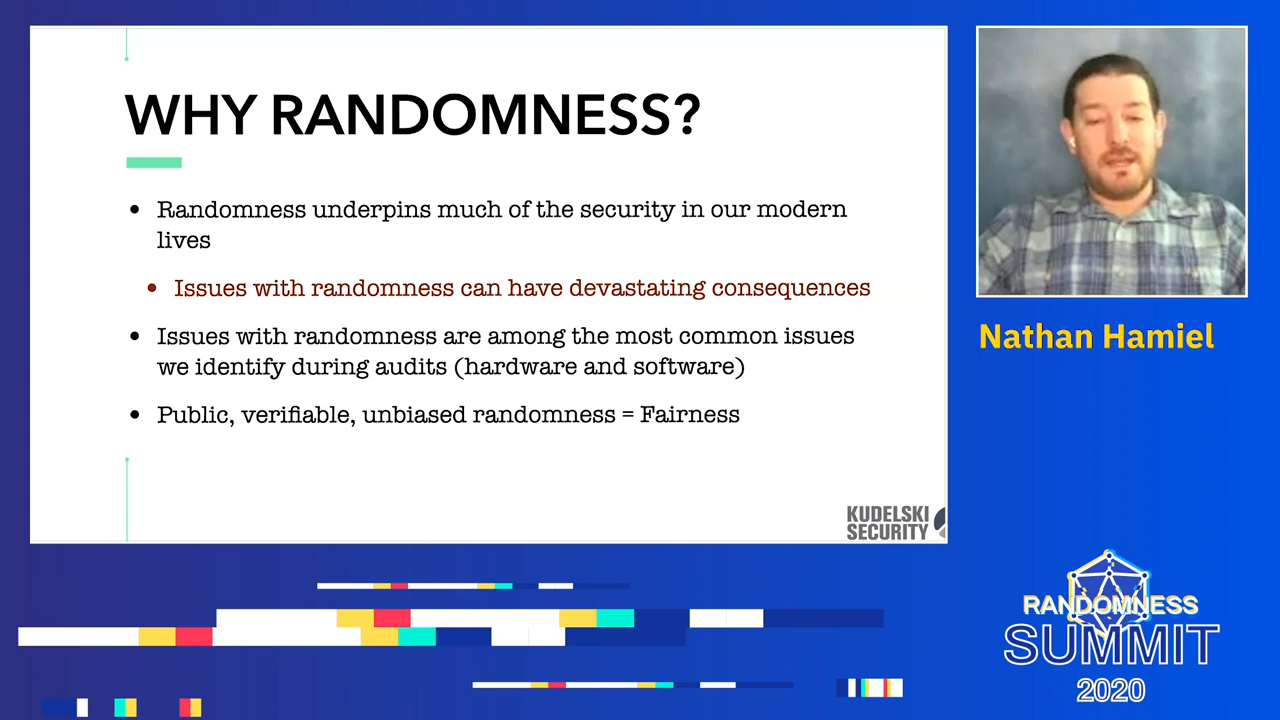 WHY RANDOMNESS?
• Randomness underpins much of the security in our modern
lives
• Issues with randomness can have devastating consequences
• Issues with randomness are among the most common issues
we identify during audits (hardware and software)
• Public, verifiable, unbiased randomness = Fairness
KUDELSKI
SECURITY
Nathan Hamiel
RANDOMNESS
SUMMIT
2020